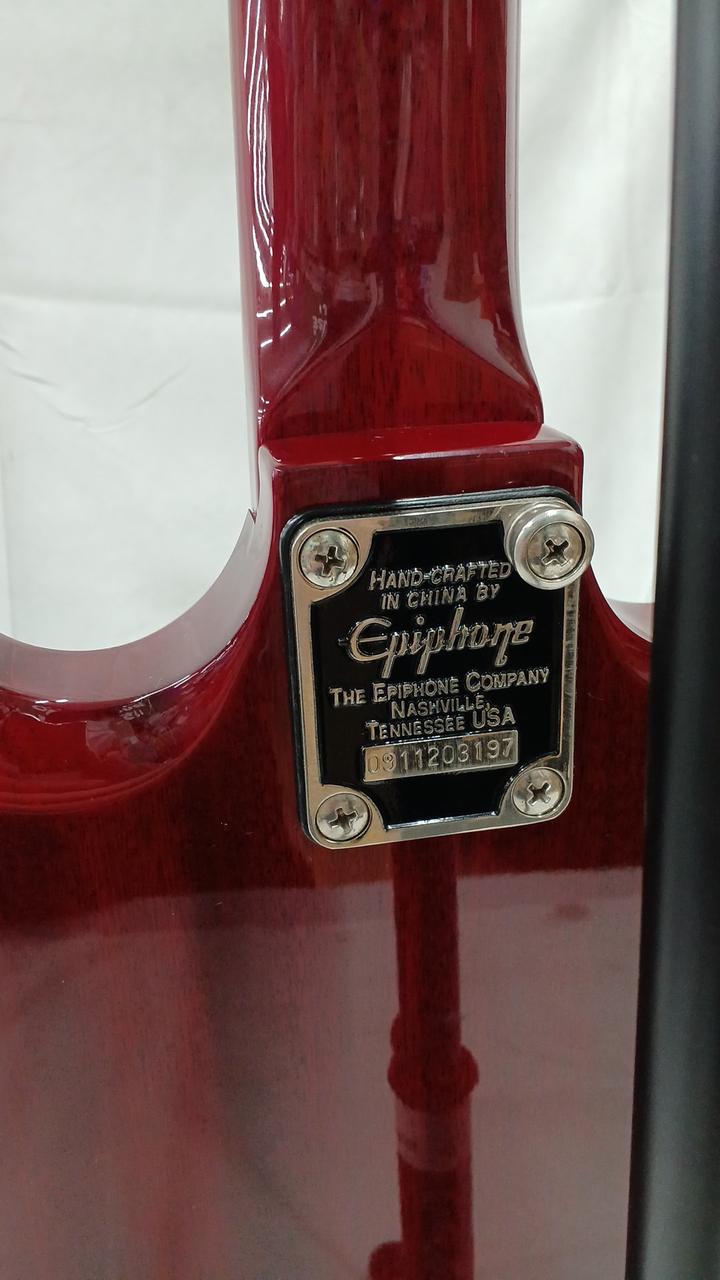 HAND-CRAFTED
IN CHINA BY
Epiphone
THE EPIPHONE COMPANY
NASHVILLE,
TENNESSEE USA
0911203197